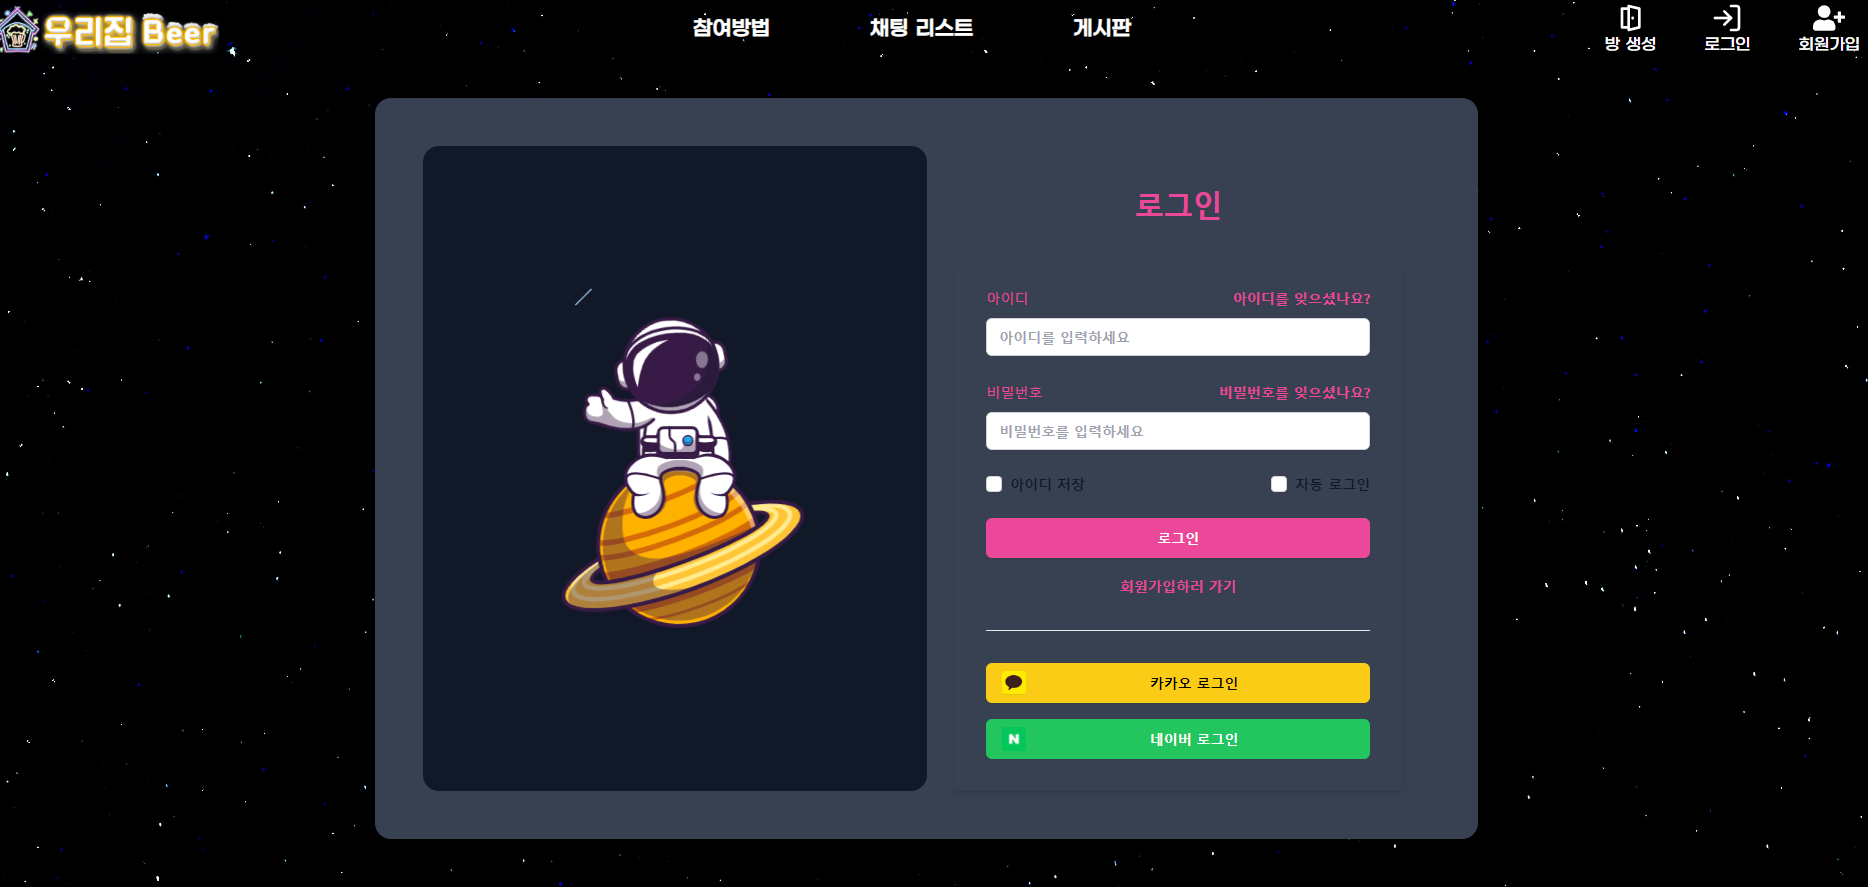 우리집 Beer
참여방법
채팅 리스트
게시판
방 생성
로그인
회원가입
로그인
아이디
아이디를 잊으셨나요?
아이디를 입력하세요
비밀번호
비밀번호를 잊으셨나요?
비밀번호를 입력하세요
아이디 저장
자동 로그인
로그인
회원가입하러 가기
카카오 로그인
N
네이버 로그인